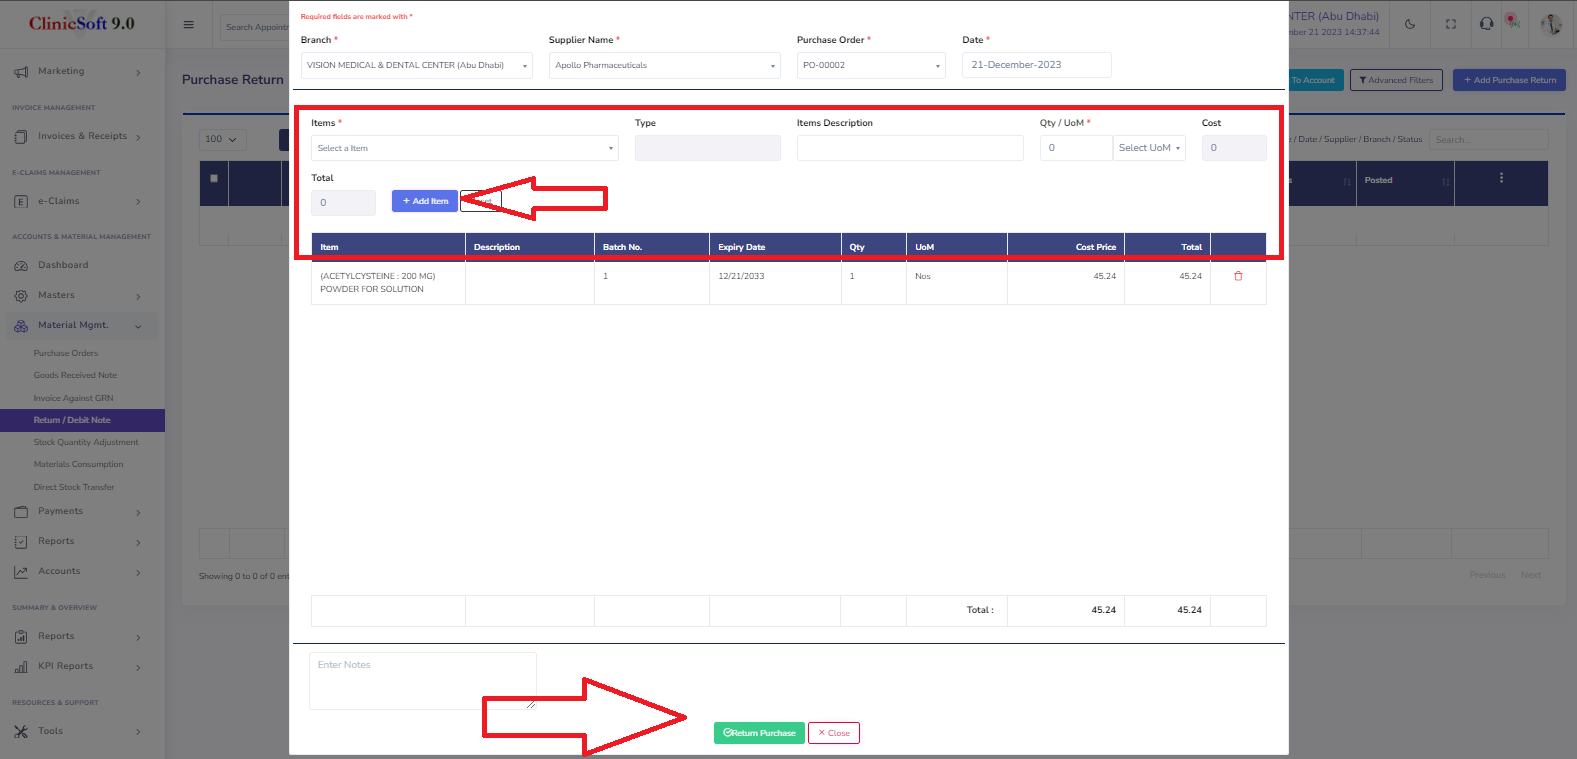 ClinicSoft 9.0
Search Appointr
NTER (Abu Dhabi)
nber 21 2023 14:37:44
Marketing
INVOICE MANAGEMENT
Invoices & Receipts
E-CLAIMS MANAGEMENT
e-Claims
ACCOUNTS & MATERIAL MANAGEMENT
Dashboard
Masters
Material Mgmt.
Purchase Orders
Goods Received Note
Invoice Against GRN
Return / Debit Note
Stock Quantity Adjustment
Materials Consumption
Direct Stock Transfer
Payments
Reports
Accounts
SUMMARY & OVERVIEW
Reports
KPI Reports
RESOURCES & SUPPORT
Tools
Purchase Return
To Account Advanced Filters + Add Purchase Return
100
/ Date / Supplier / Branch / Status Search...
s Posted
Showing 0 to 0 of 0 ent
Previous Next
Required fields are marked with *
Branch * Supplier Name * Purchase Order * Date *
VISION MEDICAL & DENTAL CENTER (Abu Dhabi) Apollo Pharmaceuticals PO-00002 21-December-2023
Items * Type Items Description Qty / UoM * Cost
Select a Item 0 Select UoM 0
Total
0 + Add Item
Item Description Batch No. Expiry Date Qty UoM Cost Price Total
(ACETYLCYSTEINE : 200 MG) 1 12/21/2033 1 Nos 45.24 45.24
POWDER FOR SOLUTION
Total : 45.24 45.24
Enter Notes
Return Purchase × Close